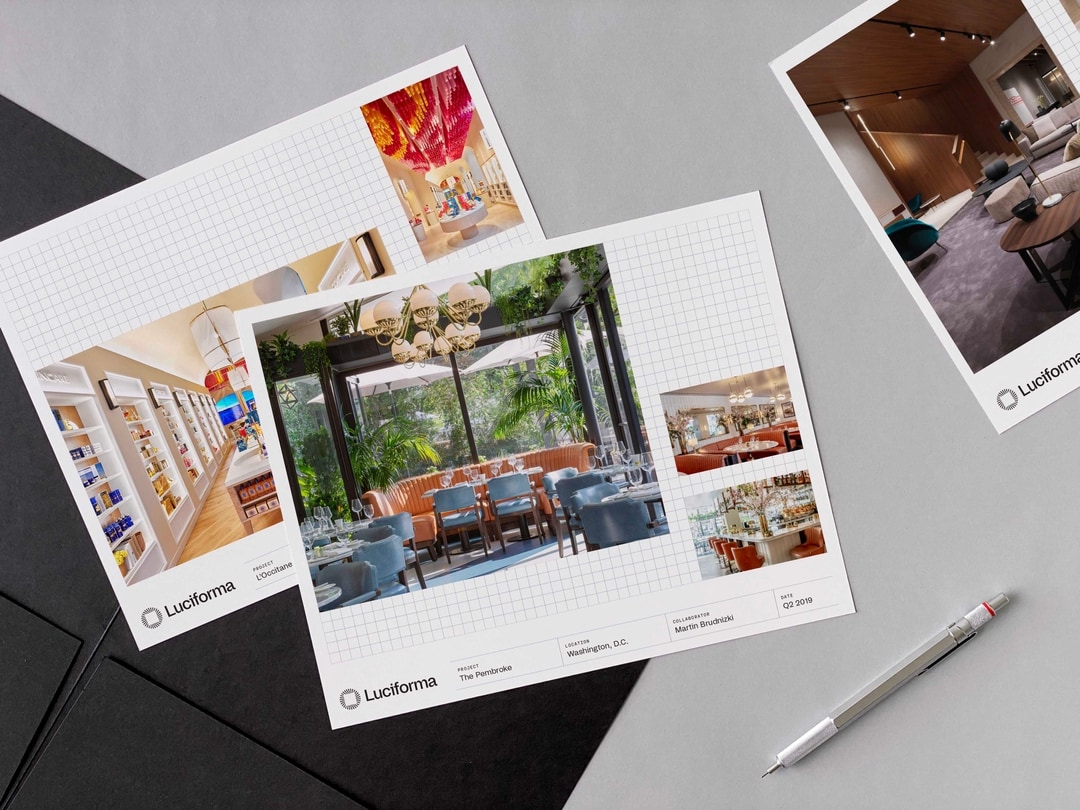 Luciforma
PROJECT
L'Occitane
Luciforma
PROJECT
The Pembroke
LOCATION
Washington, D.C.
COLLABORATOR
Martin Brudnizki
DATE
Q2 2019
Luciforma